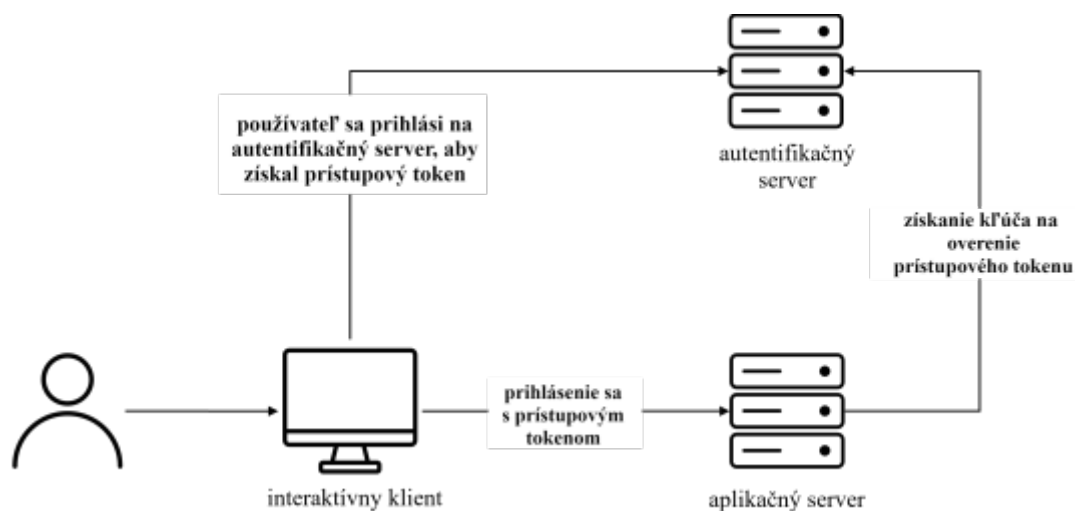 používateľ sa prihlási na
autentifikačný server, aby
získal prístupový token
autentifikačný
server
získanie kľúča na
overenie
prístupového tokenu
prihlásenie sa
s prístupovým
tokenom
interaktívny klient
aplikačný server